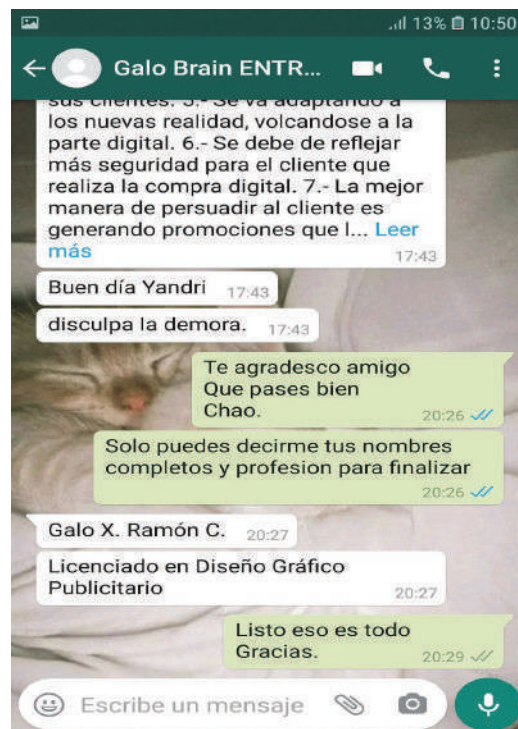 13% 10:50
Galo Brain ENTR...
sus clientes. 5.- Se va adaptando a
los nuevas realidad, volcandose a la
parte digital. 6.- Se debe de reflejar
más seguridad para el cliente que
realiza la compra digital. 7.- La mejor
manera de persuadir al cliente es
generando promociones que l... Leer
más
17:43
Buen día Yandri 17:43
disculpa la demora. 17:43
Te agradesco amigo
Que pases bien
Chao.
20:26
Solo puedes decirme tus nombres
completos y profesion para finalizar
20:26
Galo X. Ramón C. 20:27
Licenciado en Diseño Gráfico
Publicitario
20:27
Listo eso es todo
Gracias.
20:29
Escribe un mensaje